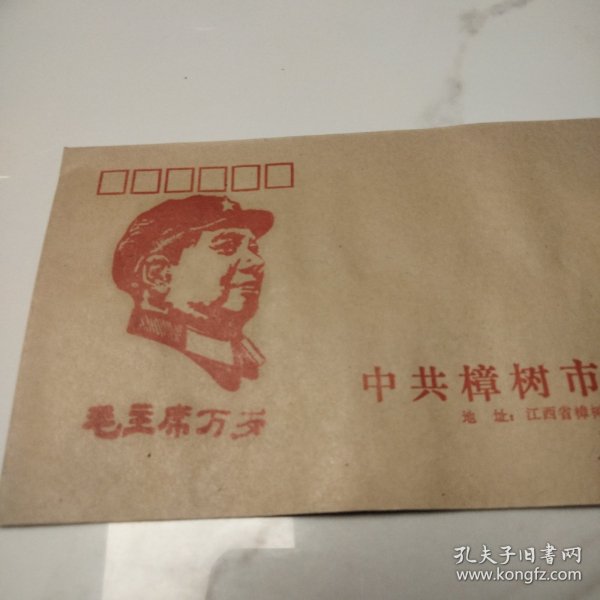 毛主席万岁
中共樟树市
地 址：江西省樟树
孔夫子旧书网
www.kongfz.com